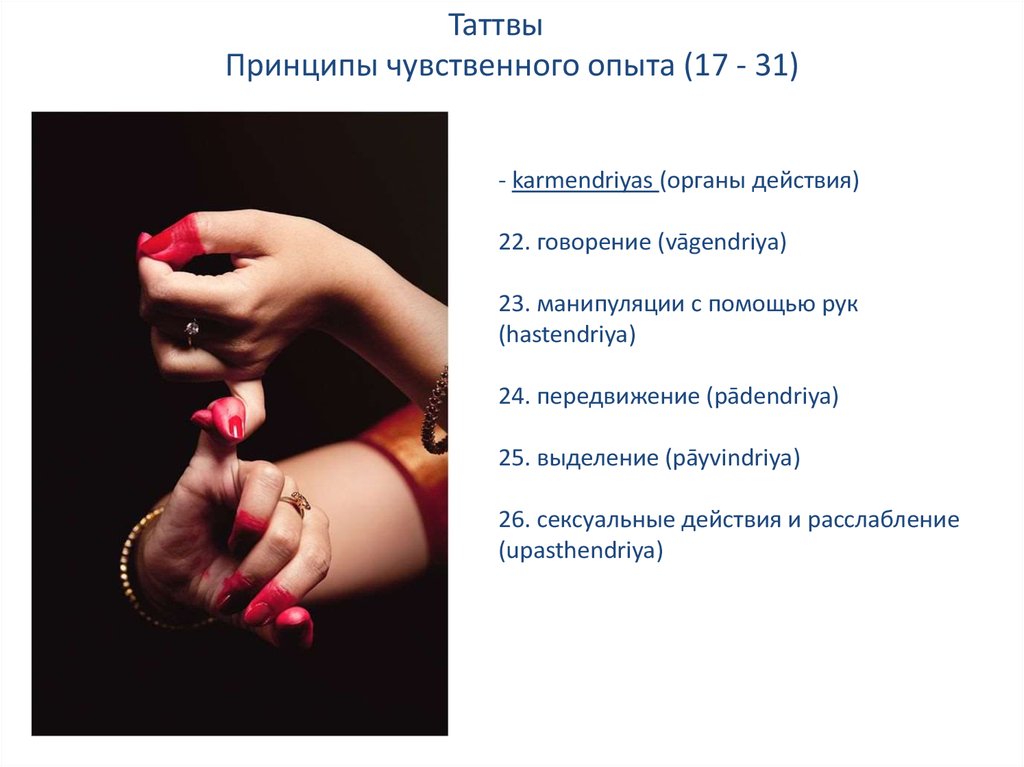 Таттвы
Принципы чувственного опыта (17 - 31)
- karmendriyas (органы действия)
22. говорение (vāgendriya)
23. манипуляции с помощью рук
(hastendriya)
24. передвижение (pādendriya)
25. выделение (pāyvindriya)
26. сексуальные действия и расслабление
(upasthendriya)